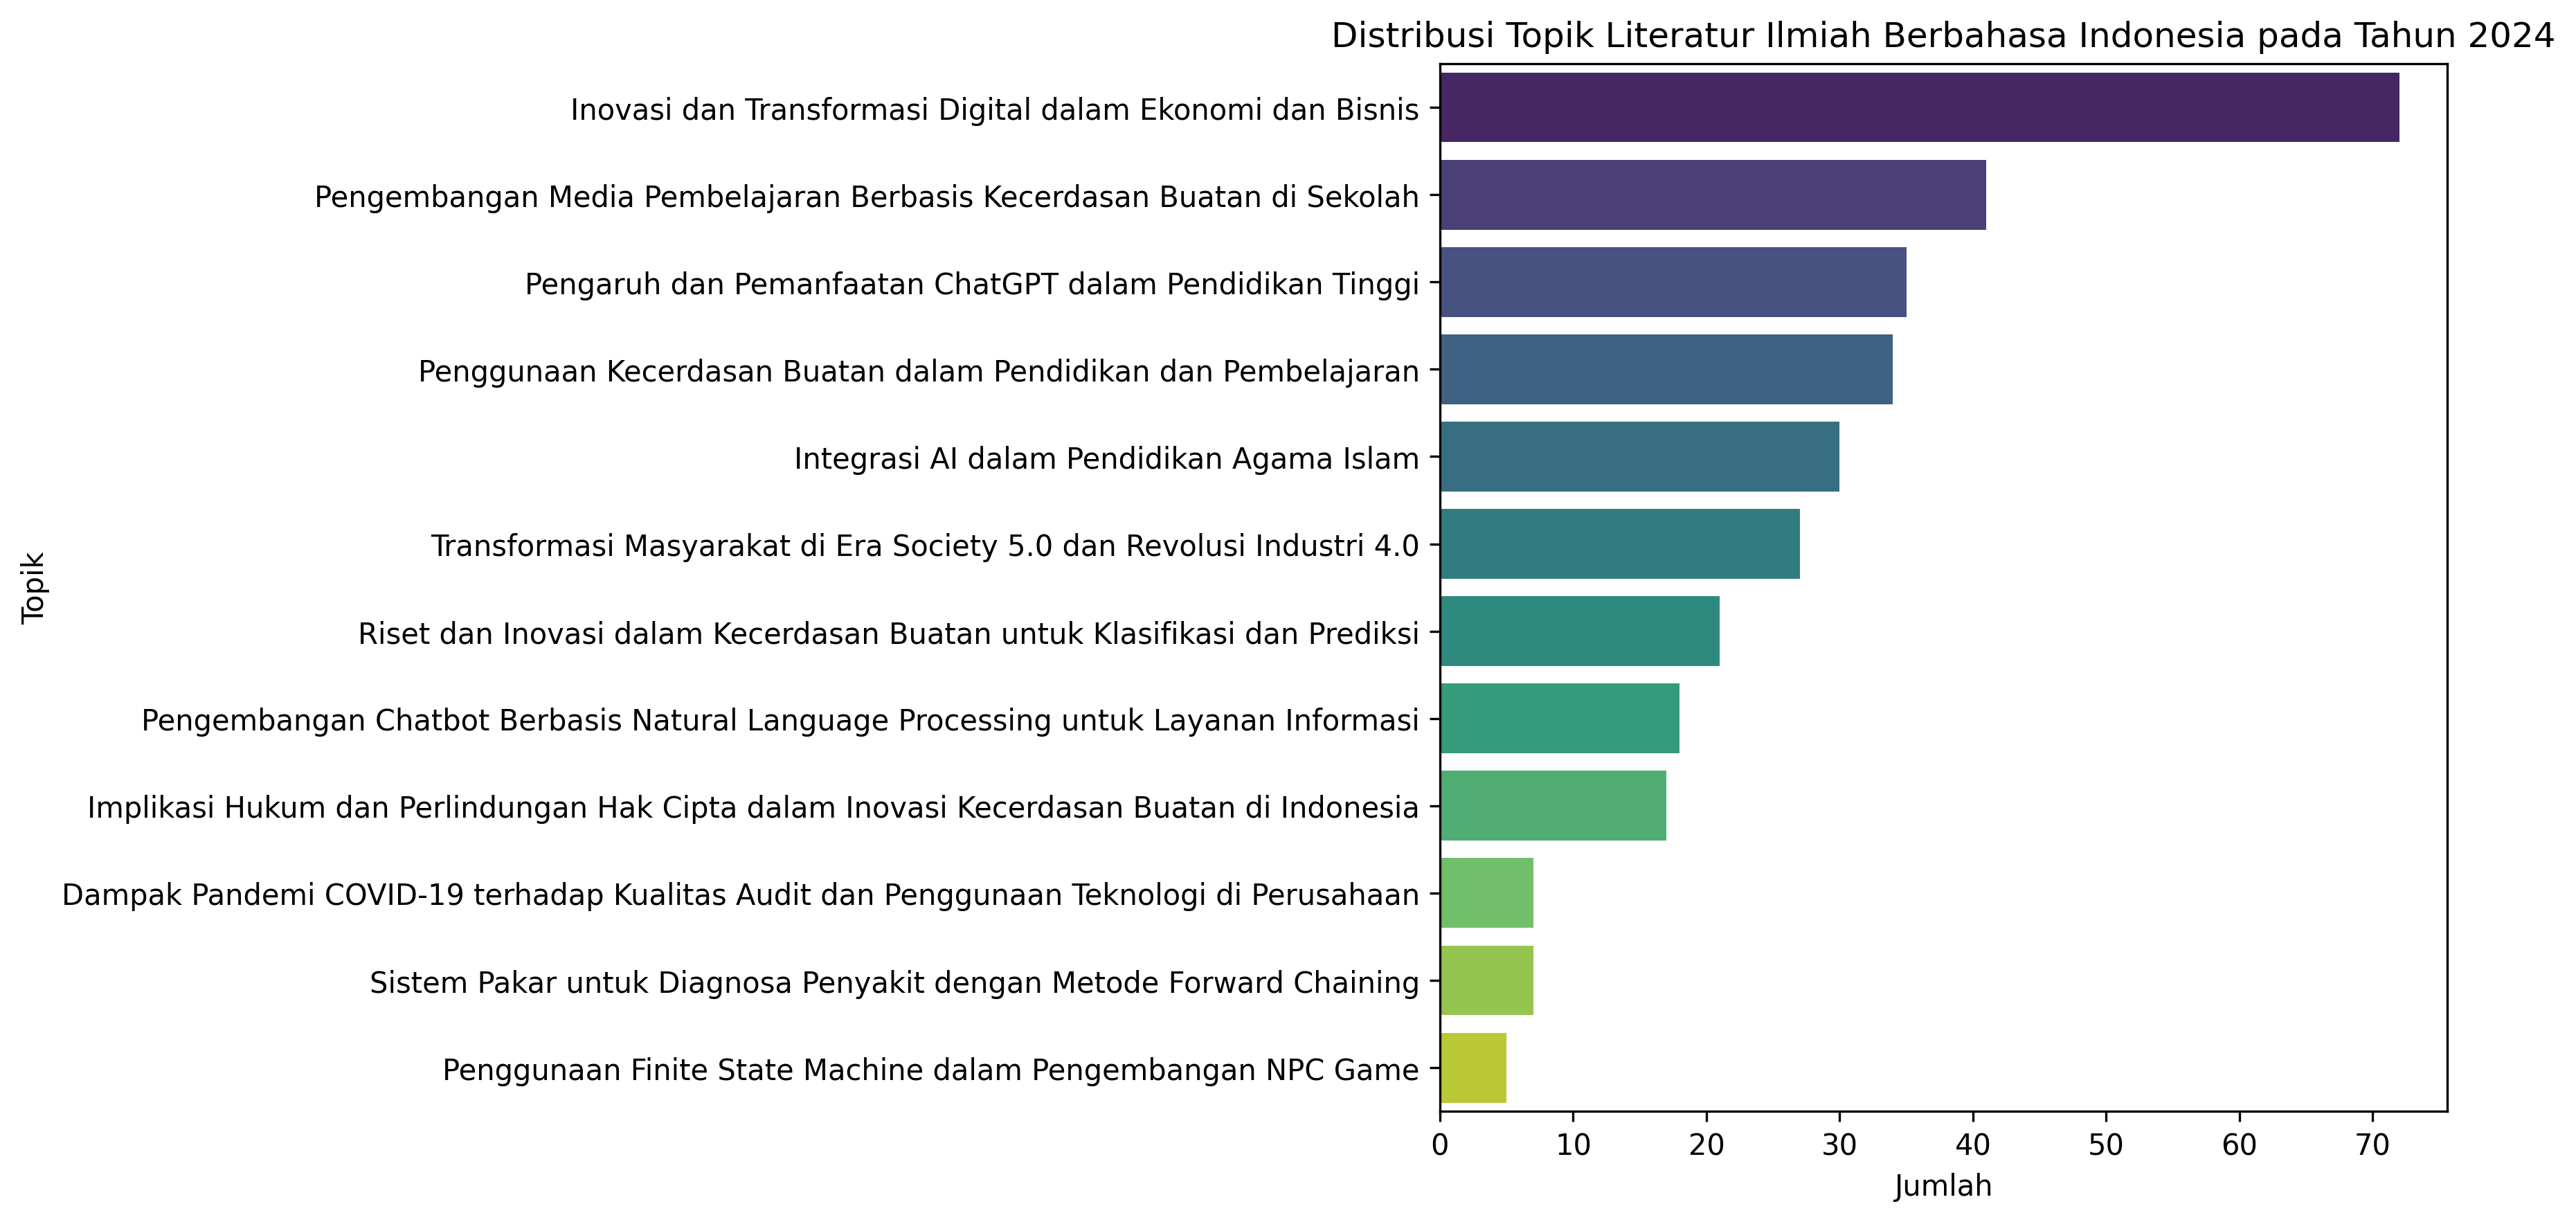 Distribusi Topik Literatur Ilmiah Berbahasa Indonesia pada Tahun 2024
Inovasi dan Transformasi Digital dalam Ekonomi dan Bisnis
Pengembangan Media Pembelajaran Berbasis Kecerdasan Buatan di Sekolah
Pengaruh dan Pemanfaatan ChatGPT dalam Pendidikan Tinggi
Penggunaan Kecerdasan Buatan dalam Pendidikan dan Pembelajaran
Integrasi AI dalam Pendidikan Agama Islam
Transformasi Masyarakat di Era Society 5.0 dan Revolusi Industri 4.0
Riset dan Inovasi dalam Kecerdasan Buatan untuk Klasifikasi dan Prediksi
Pengembangan Chatbot Berbasis Natural Language Processing untuk Layanan Informasi
Implikasi Hukum dan Perlindungan Hak Cipta dalam Inovasi Kecerdasan Buatan di Indonesia
Dampak Pandemi COVID-19 terhadap Kualitas Audit dan Penggunaan Teknologi di Perusahaan
Sistem Pakar untuk Diagnosa Penyakit dengan Metode Forward Chaining
Penggunaan Finite State Machine dalam Pengembangan NPC Game
Topik
0 10 20 30 40 50 60 70
Jumlah